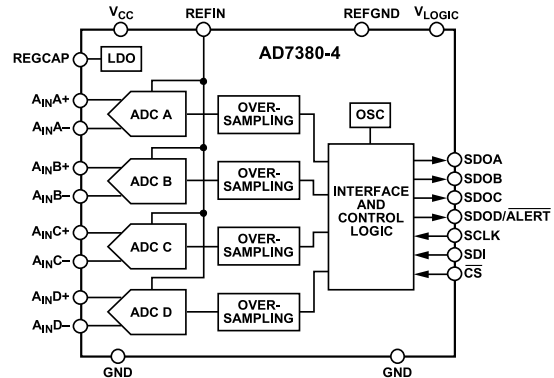 VCC
REFIN
REFGND
VLOGIC
AD7380-4
REGCAP
LDO
AINA+
AINA–
ADC A
OVER-
SAMPLING
OSC
AINB+
AINB–
ADC B
OVER-
SAMPLING
AINC+
AINC–
ADC C
OVER-
SAMPLING
AIND+
AIND–
ADC D
OVER-
SAMPLING
INTERFACE
AND
CONTROL
LOGIC
SDOA
SDOB
SDOC
SDOD/ALERT
SCLK
SDI
CS
GND
GND